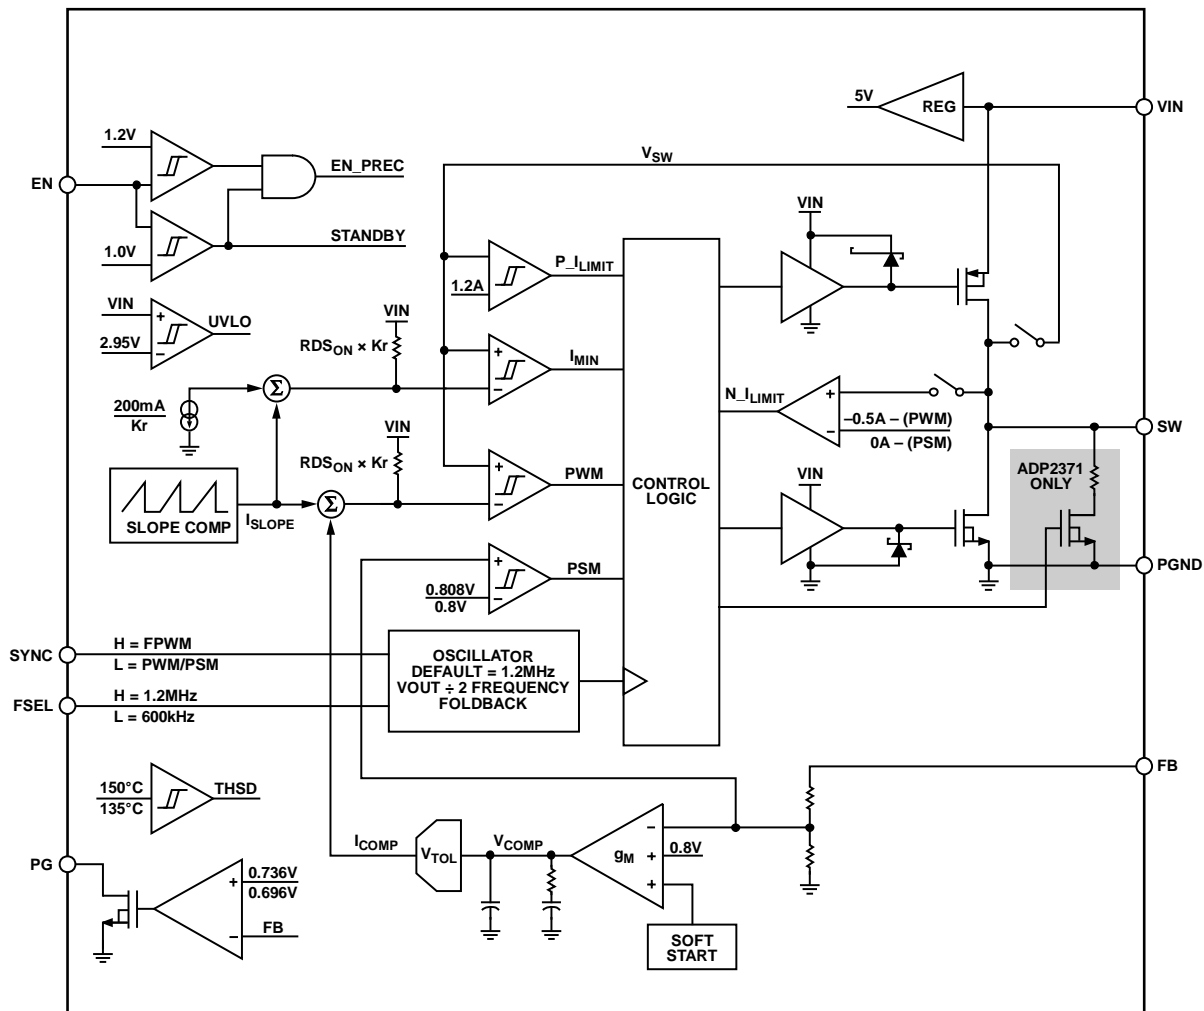 5V
REG
VIN
1.2V
EN
EN_PREC
STANDBY
1.0V
VSW
VIN
P_ILIMIT
1.2A
VIN
+
2.95V
−
UVLO
VIN
RDSON × Kr
+
−
IMIN
Σ
200mA
Kr
N_ILIMIT
+
−
−0.5A – (PWM)
0A – (PSM)
SW
VIN
RDSON × Kr
+
−
PWM
CONTROL
LOGIC
VIN
ADP2371
ONLY
SLOPE COMP
ISLOPE
Σ
+
−
PSM
0.808V
0.8V
PGND
SYNC
H = FPWM
L = PWM/PSM
FSEL
H = 1.2MHz
L = 600kHz
OSCILLATOR
DEFAULT = 1.2MHz
VOUT ÷ 2 FREQUENCY
FOLDBACK
FB
150°C
135°C
THSD
ICOMP
VTOL
VCOMP
gM
−
+
+
0.8V
SOFT
START
PG
+
−
0.736V
0.696V
FB